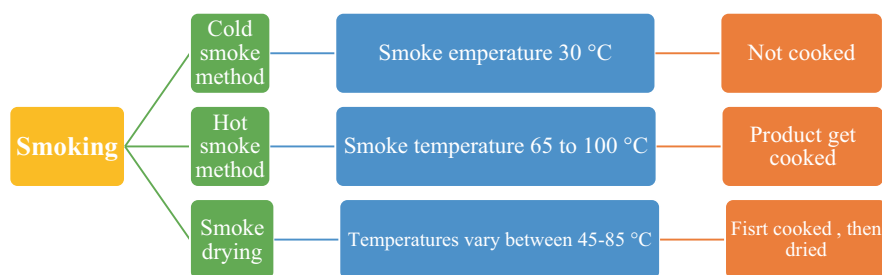 Smoking
Cold
smoke
method
Smoke emperature 30 °C
Not cooked
Hot
smoke
method
Smoke temperature 65 to 100 °C
Product get
cooked
Smoke
drying
Temperatures vary between 45-85 °C
Fisrt cooked , then
dried